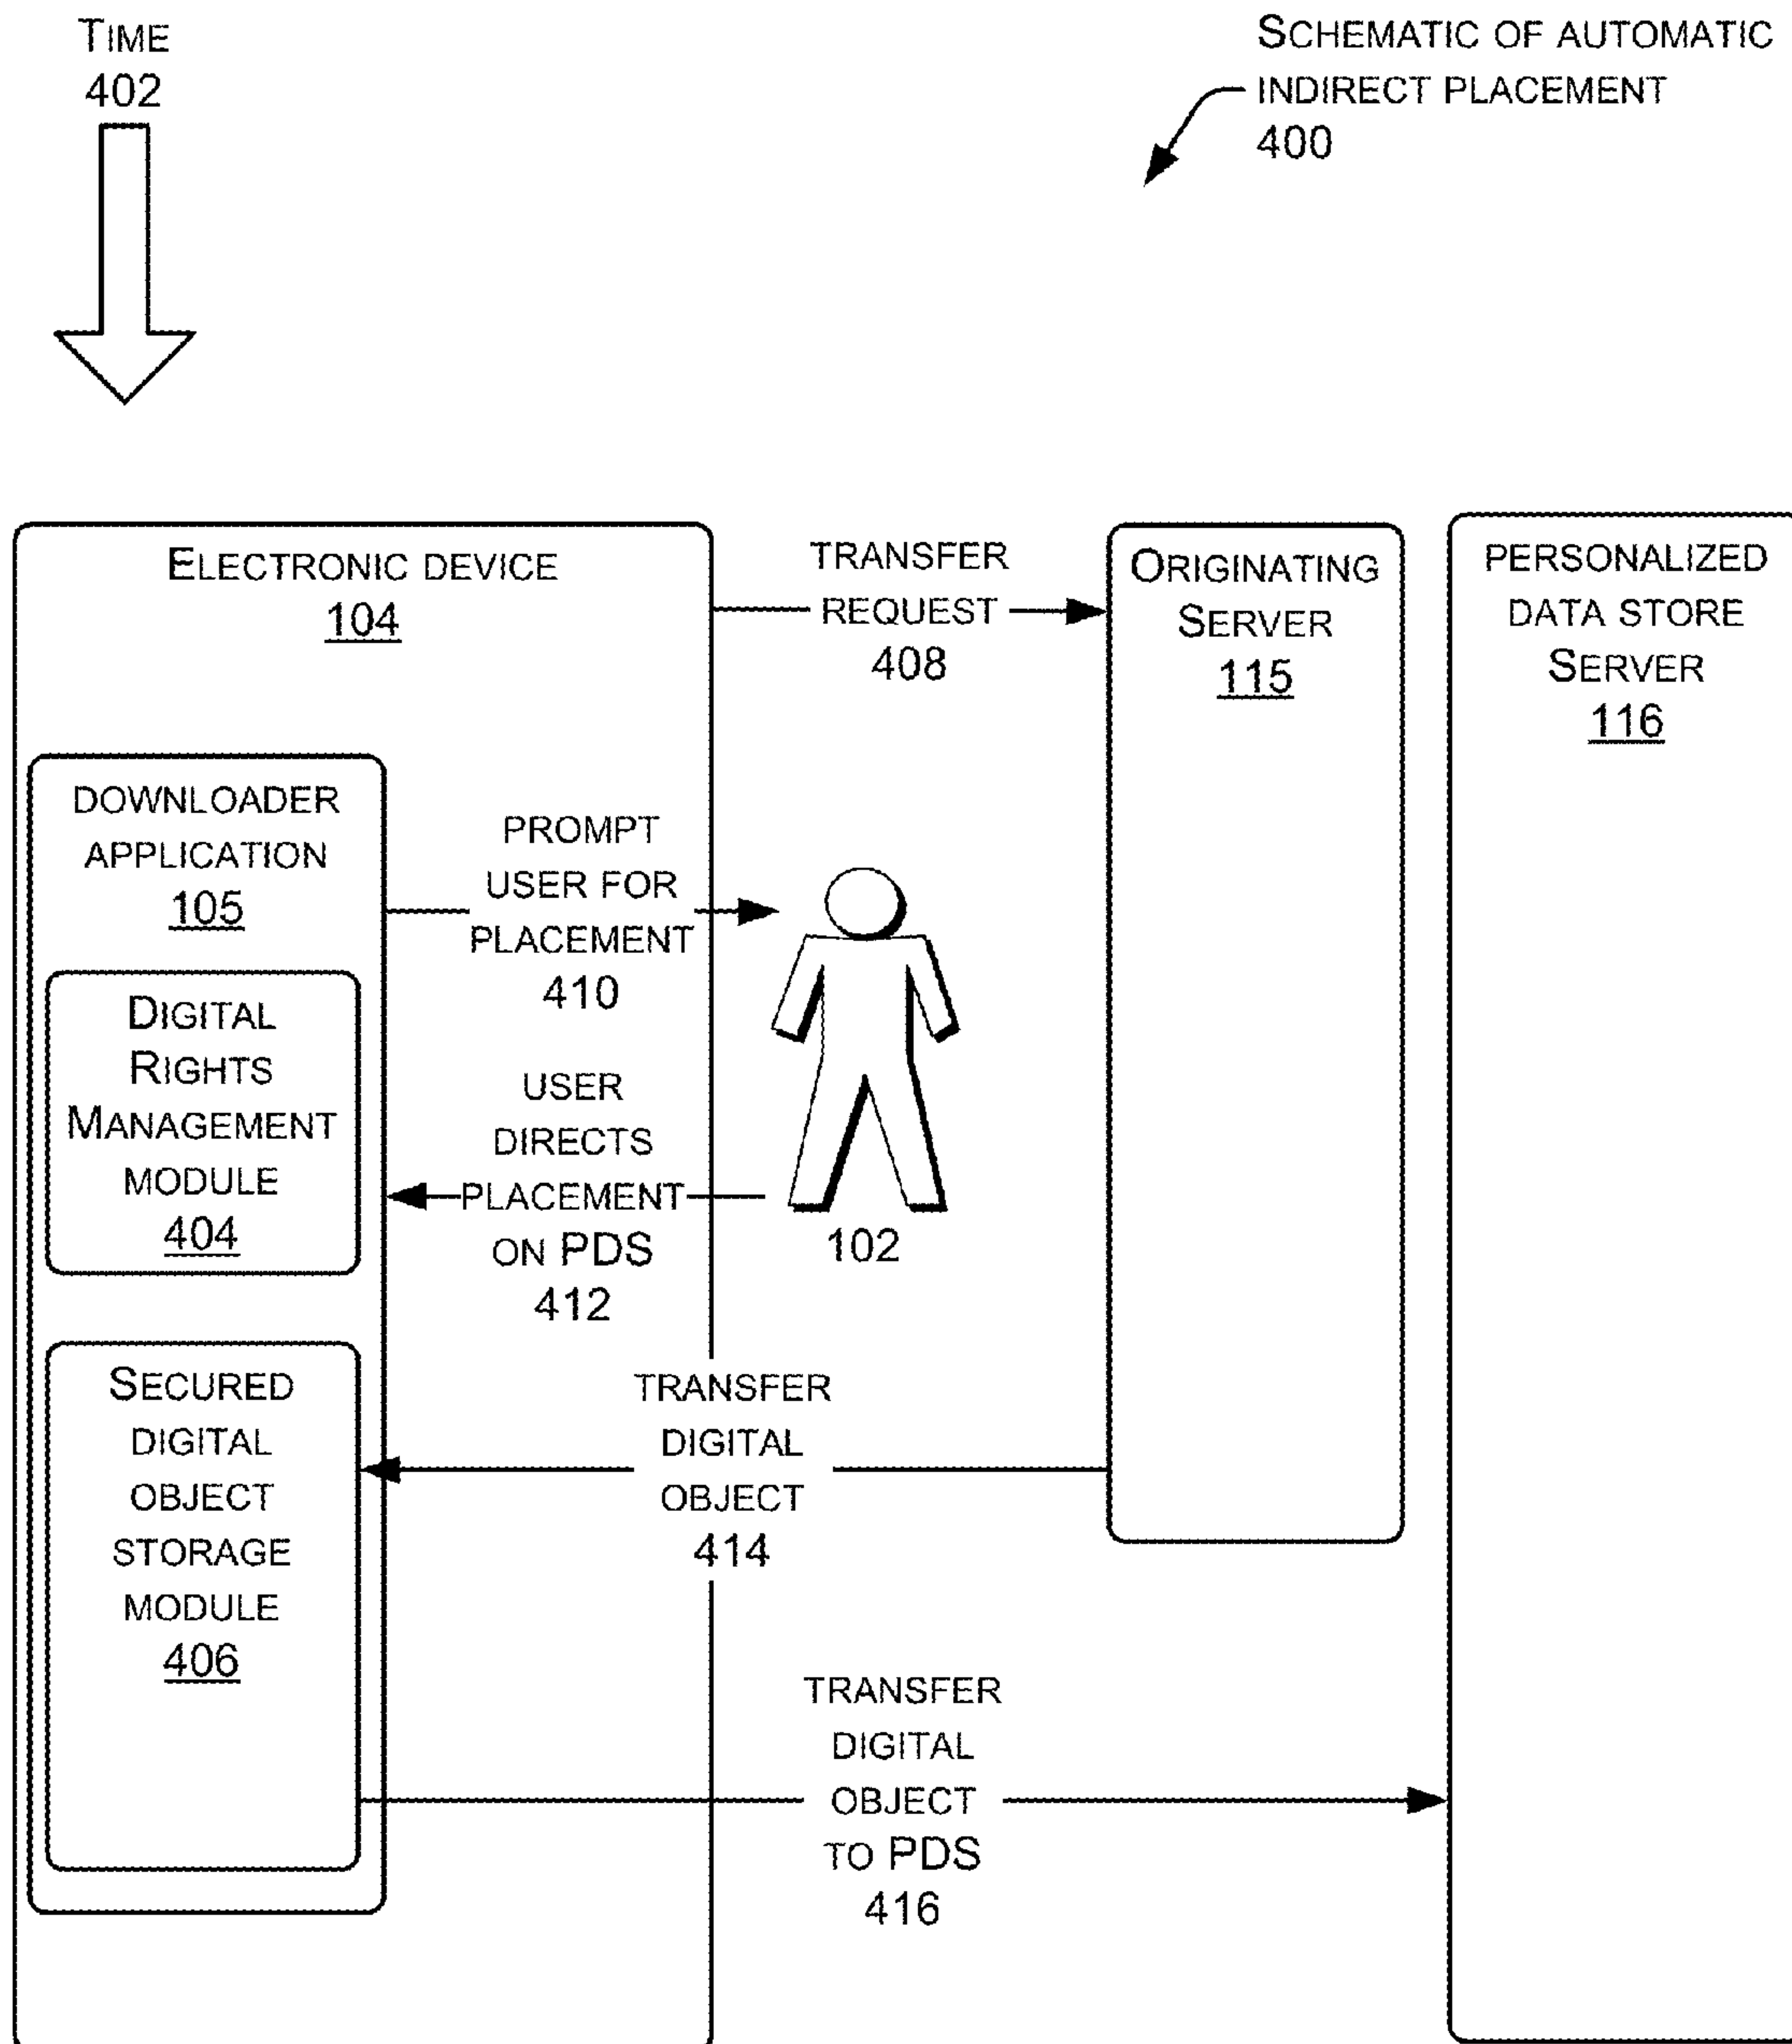 TIME
402
SCHEMATIC OF AUTOMATIC
INDIRECT PLACEMENT
400
ELECTRONIC DEVICE
104
TRANSFER
REQUEST
408
ORIGINATING
SERVER
115
PERSONALIZED
DATA STORE
SERVER
116
DOWNLOADER
APPLICATION
105
PROMPT
USER FOR
PLACEMENT
410
DIGITAL
RIGHTS
MANAGEMENT
MODULE
404
USER
DIRECTS
PLACEMENT
ON PDS
412
102
SECURED
DIGITAL
OBJECT
STORAGE
MODULE
406
TRANSFER
DIGITAL
OBJECT
414
TRANSFER
DIGITAL
OBJECT
TO PDS
416